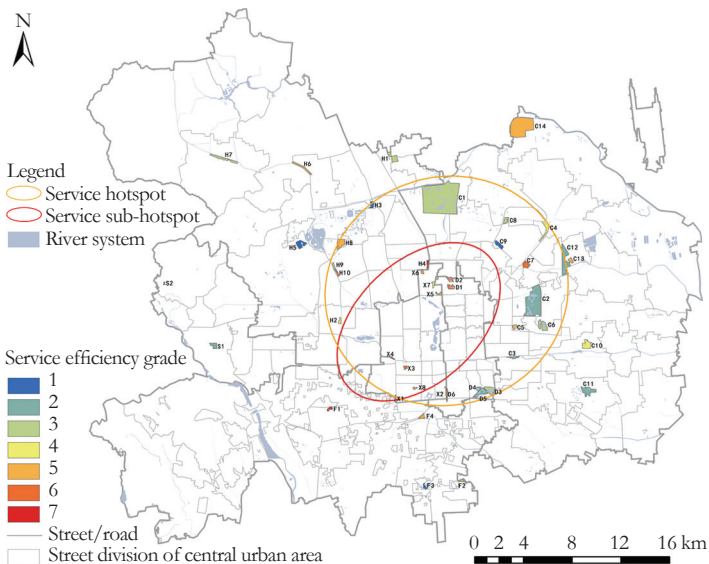 N
C14
H7
H6
H1
Legend
Service hotspot
Service sub-hotspot
River system
C1
H3
C8
C4
H5
H8
C9
C12
C7
C13
H4
H9
H10
X6
D2
D1
X7
X5
S2
C2
H2
C5
C6
S1
C10
X4
C3
X3
C11
X8
X1
X2
D6
D4
D3
D5
F1
F4
F3
F2
Service efficiency grade
1
2
3
4
5
6
7
Street/road
Street division of central urban area
0 2 4 8 12 16 km